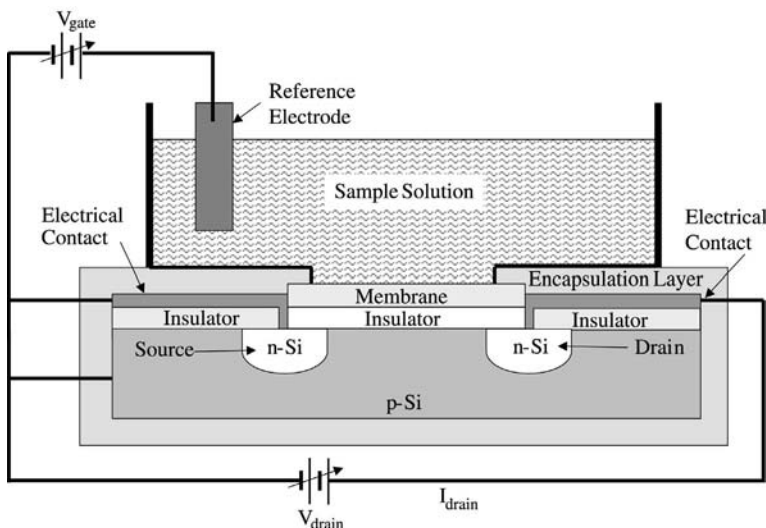 Vgate
Reference
Electrode
Sample Solution
Electrical
Contact
Electrical
Contact
Encapsulation Layer
Membrane
Insulator
Insulator
Insulator
Source
n-Si
n-Si
Drain
p-Si
Idrain
Vdrain